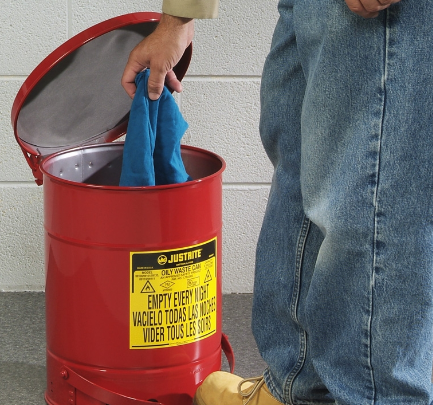 JUSTRITE
OILY WASTE CAN
EMPTY EVERY NIGHT
VACIELO TODAS LAS NOCHES
VIDER TOUS LES SOIRS